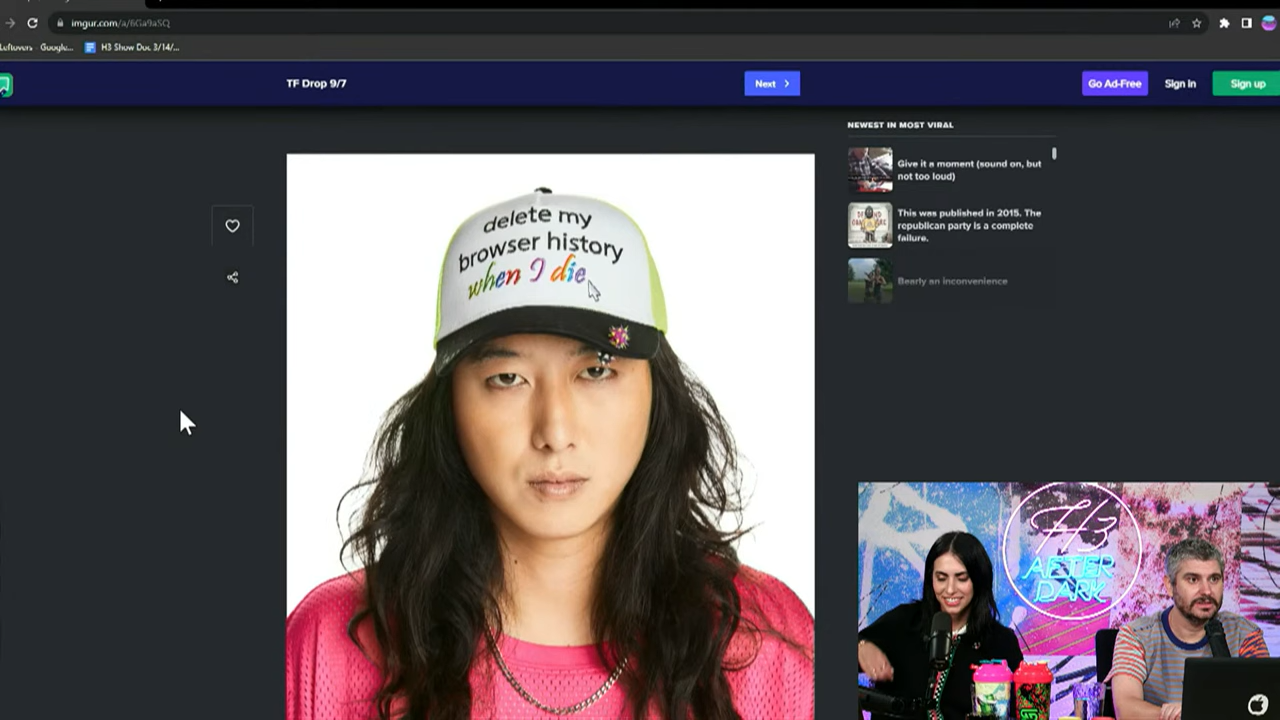 imgur.com/a/6Ga9aSQ
Leftovers - Google...
H3 Show Doc 3/14/...
TF Drop 9/7
Next
Go Ad-Free
Sign in
Sign up
NEWEST IN MOST VIRAL
Give it a moment (sound on, but
not too loud)
This was published in 2015. The
republican party is a complete
failure.
Bearly an inconvenience
delete my
browser history
when I die
H3
AFTER
DARK